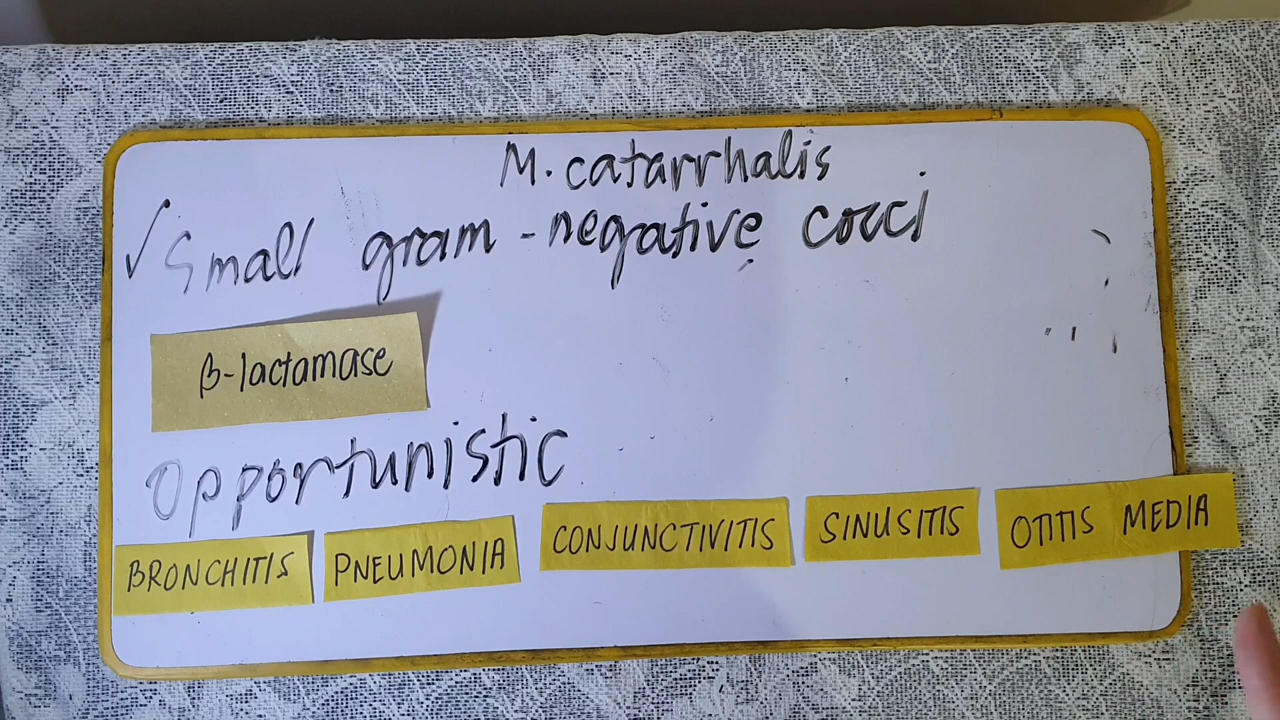 M. catarrhalis
✓ Small gram-negative cocci
β-lactamase
Opportunistic
BRONCHITIS PNEUMONIA CONJUNCTIVITIS SINUSITIS OTITIS MEDIA